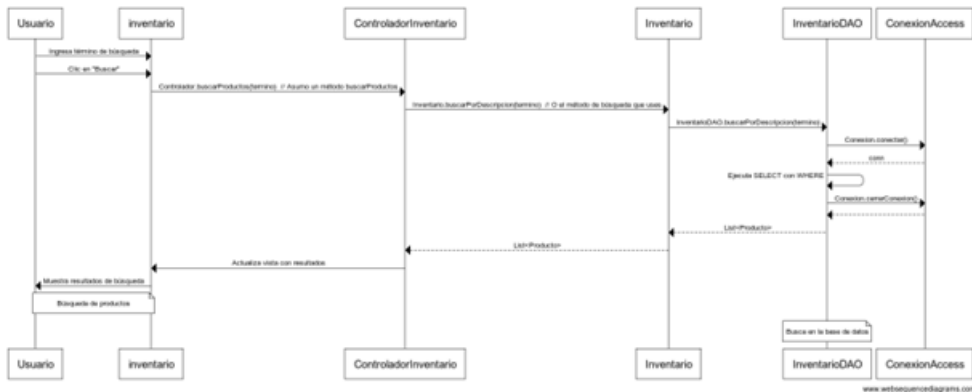 Usuario
inventario
ControladorInventario
Inventario
InventarioDAO
ConexionAccess
Ingresa término de búsqueda
Clic en "Buscar"
Controlador.buscarProductos(termino) // Asumo un método buscarProductos
Inventario.buscarPorDescripcion(termino) // O el método de búsqueda que uses
InventarioDAO.buscarPorDescripcion(termino)
Conexion.conectar()
conn
Ejecuta SELECT con WHERE
Conexion.cerrarConexion()
List<Producto>
List<Producto>
Actualiza vista con resultados
Muestra resultados de búsqueda
Búsqueda de productos
Busca en la base de datos
Usuario
inventario
ControladorInventario
Inventario
InventarioDAO
ConexionAccess
www.websequencediagrams.com